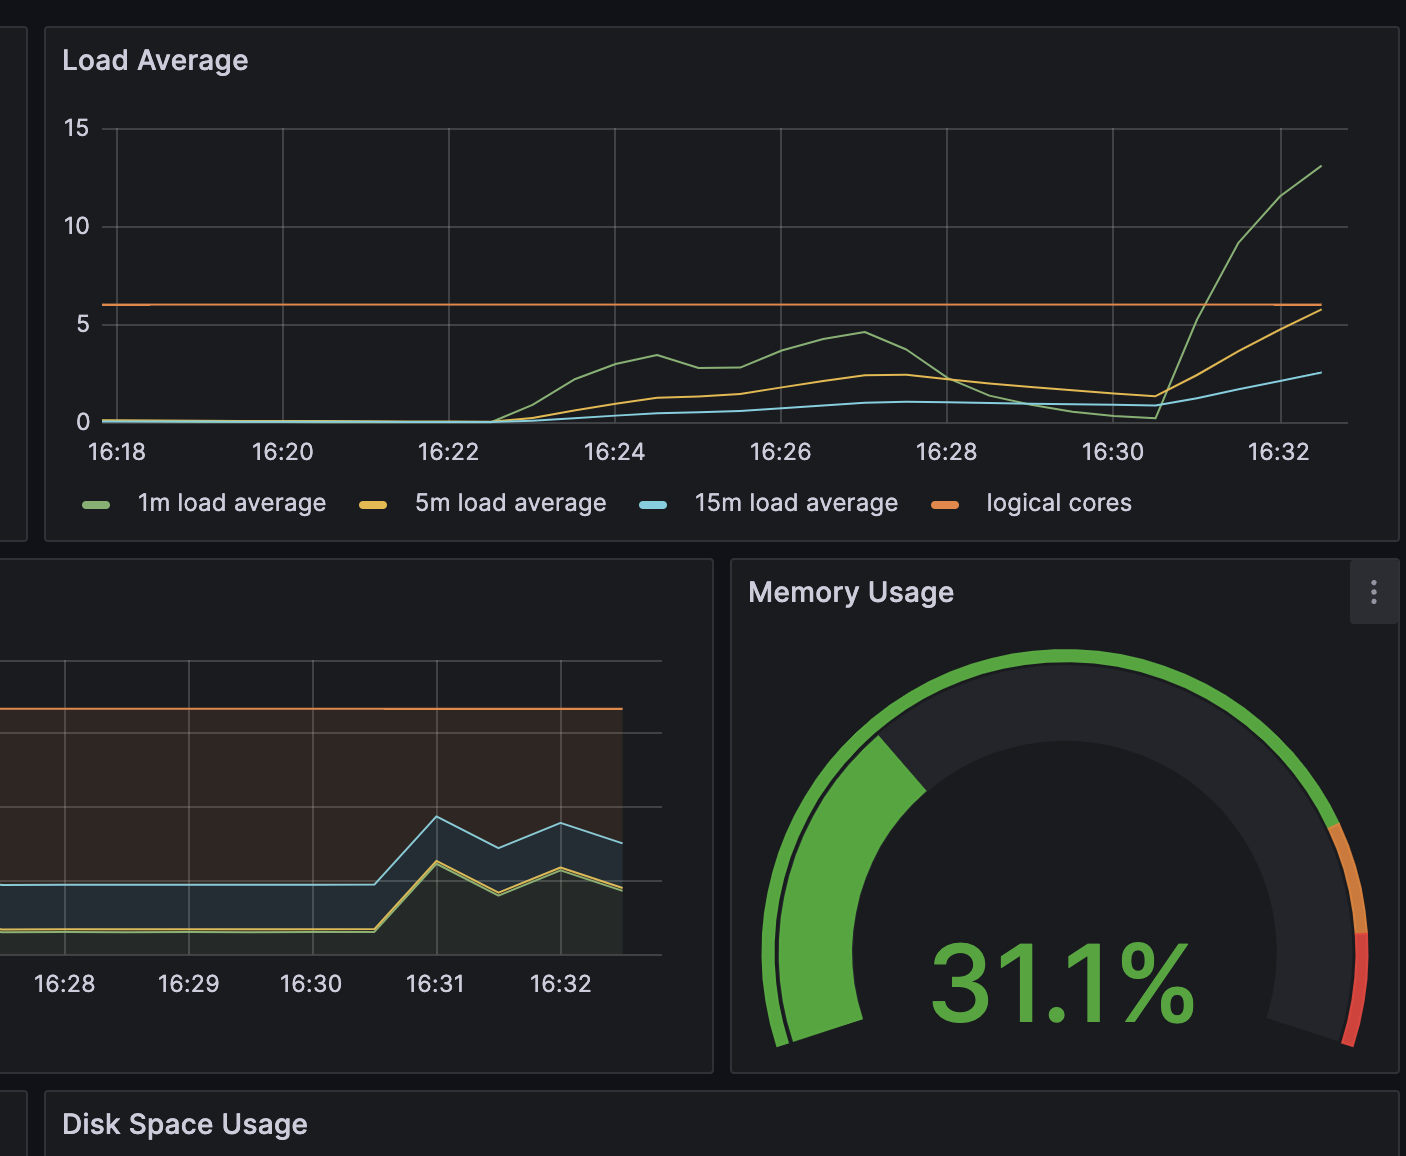 Load Average
15
10
5
0
16:18 16:20 16:22 16:24 16:26 16:28 16:30 16:32
1m load average 5m load average 15m load average logical cores
Memory Usage
31.1%
16:28 16:29 16:30 16:31 16:32
Disk Space Usage